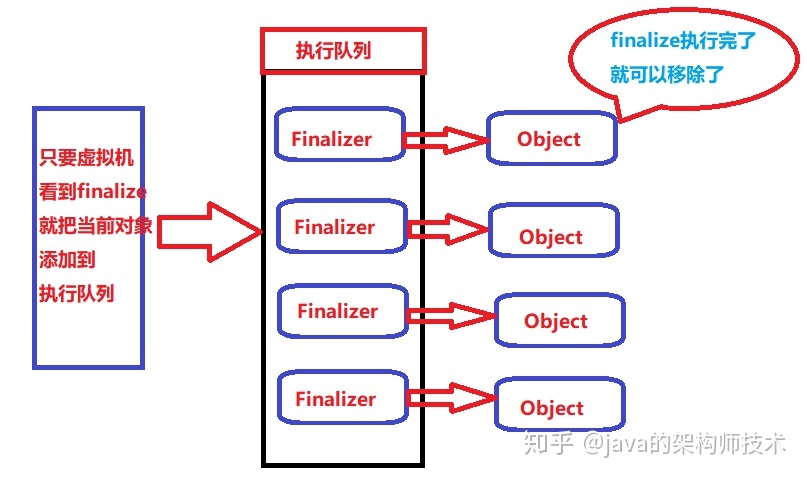 执行队列
finalize执行完了
就可以移除了
只要虚拟机
看到finalize
就把当前对象
添加到
执行队列
Finalizer
Object
Finalizer
Object
Finalizer
Object
Finalizer
Object
知乎 @java的架构师技术